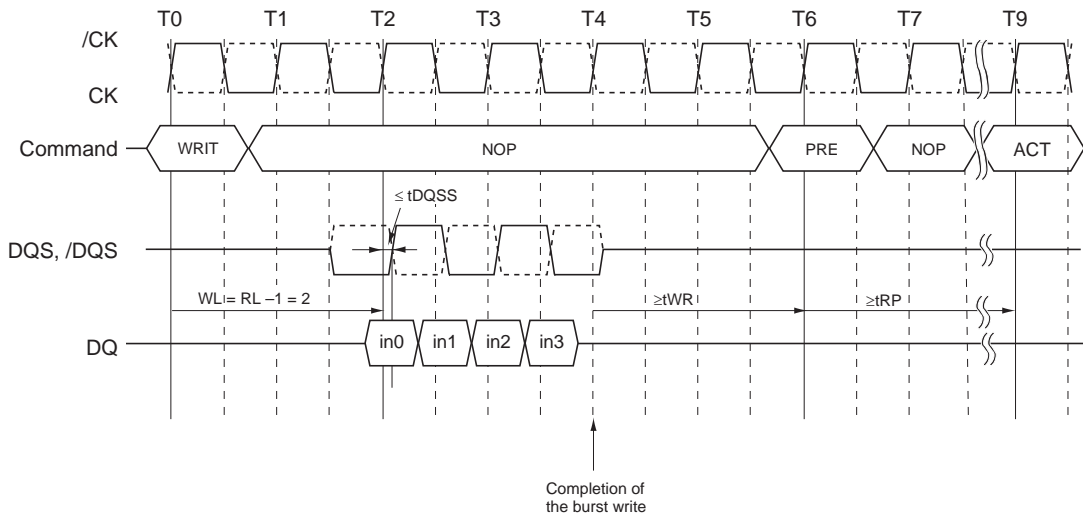 T0 T1 T2 T3 T4 T5 T6 T7 T9
/CK
CK
Command WRIT NOP PRE NOP ACT
≤ tDQSS
DQS, /DQS
WL = RL –1 = 2 ≥tWR ≥tRP
DQ in0 in1 in2 in3
Completion of
the burst write